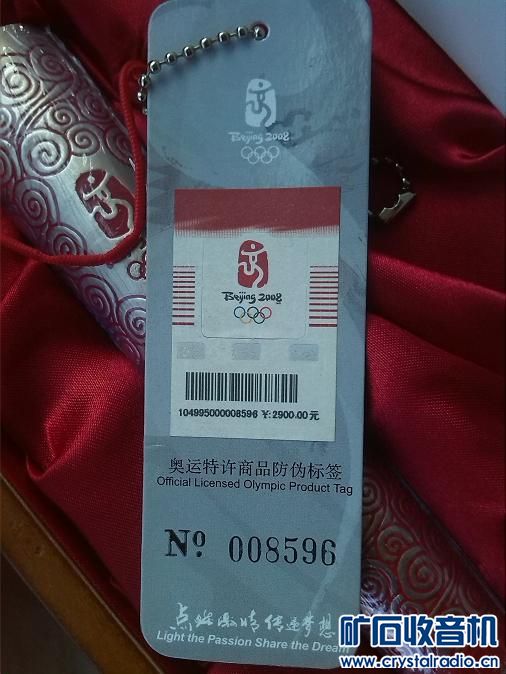 Beijing 2008
Beijing 2008
104995000008596 ¥:2900.00元
奥运特许商品防伪标签
Official Licensed Olympic Product Tag
Nº 008596
点燃激情 传递梦想
Light the Passion Share the Dream
矿石收音机
www.crystalradio.cn